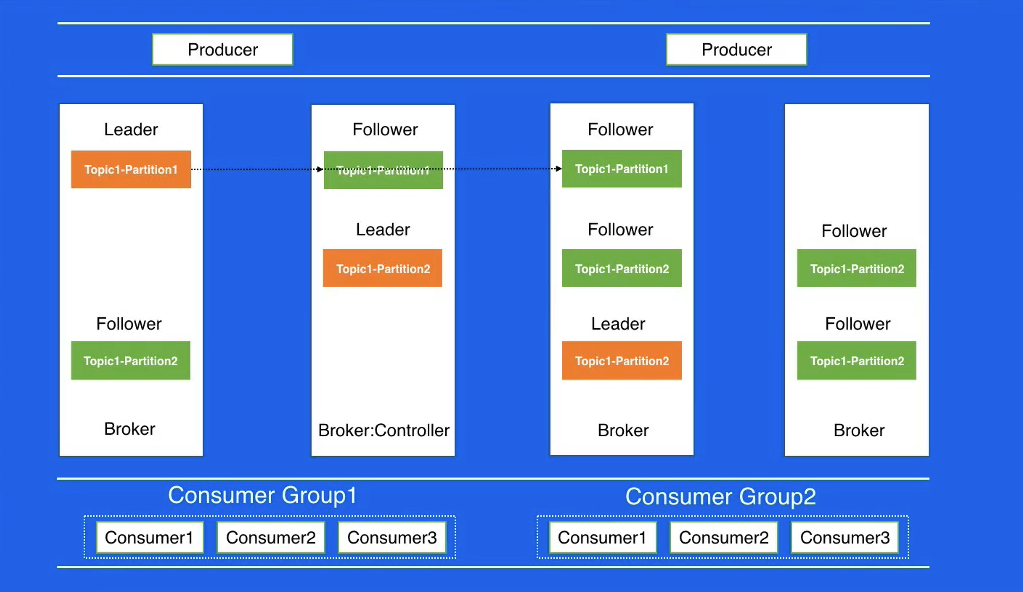 Producer
Producer
Leader
Topic1-Partition1
Follower
Topic1-Partition2
Broker
Follower
Topic1-Partition1
Leader
Topic1-Partition2
Broker:Controller
Follower
Topic1-Partition1
Follower
Topic1-Partition2
Leader
Topic1-Partition2
Broker
Follower
Topic1-Partition2
Follower
Topic1-Partition2
Broker
Consumer Group1
Consumer1
Consumer2
Consumer3
Consumer Group2
Consumer1
Consumer2
Consumer3